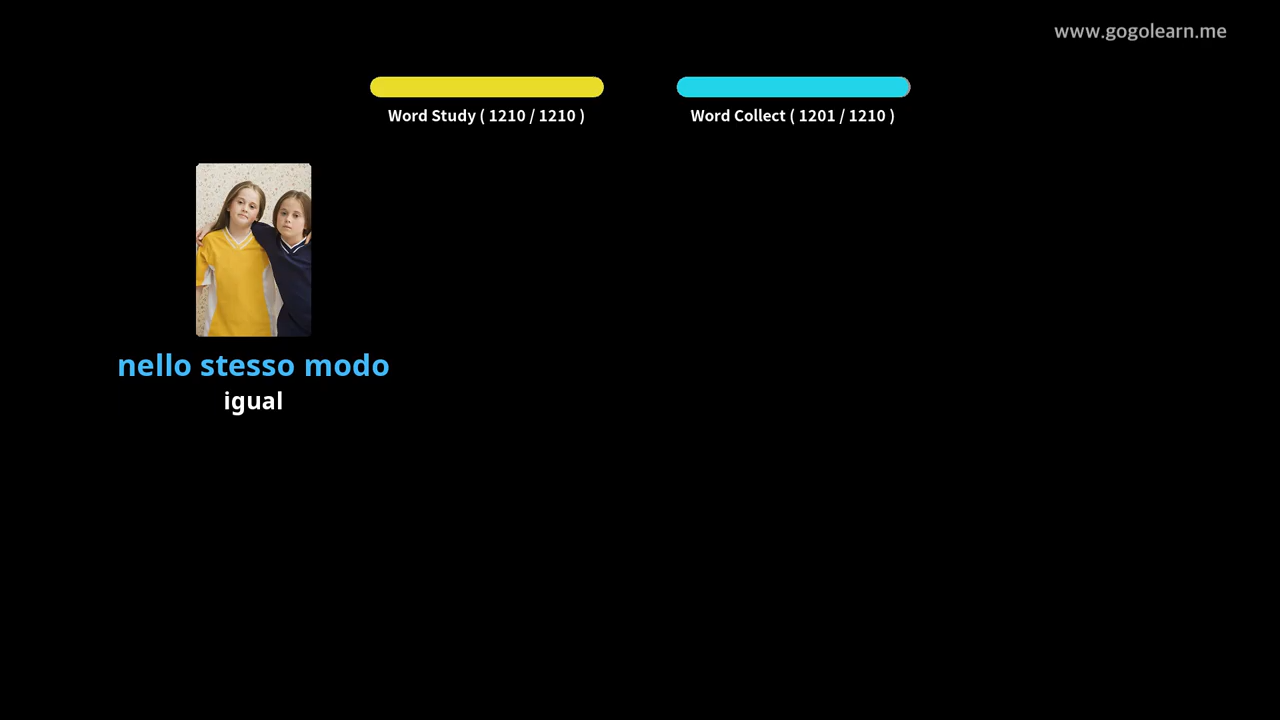 www.gogolearn.me
Word Study ( 1210 / 1210 )
Word Collect ( 1201 / 1210 )
nello stesso modo
igual